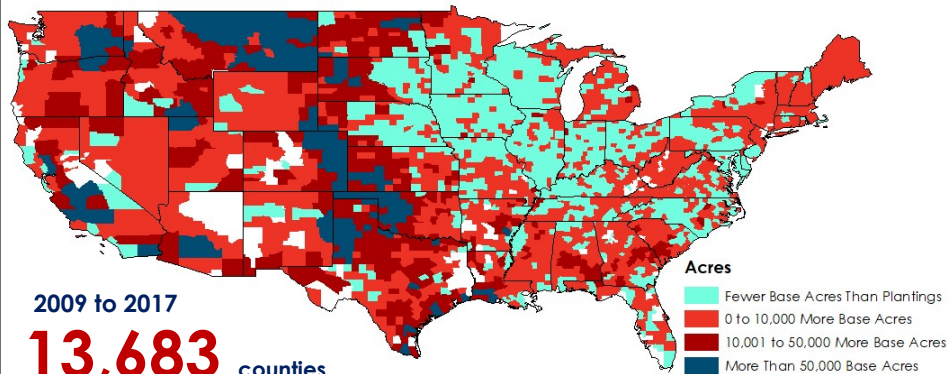 Acres
Fewer Base Acres Than Plantings
0 to 10,000 More Base Acres
10,001 to 50,000 More Base Acres
More Than 50,000 Base Acres
2009 to 2017
13,683 counties